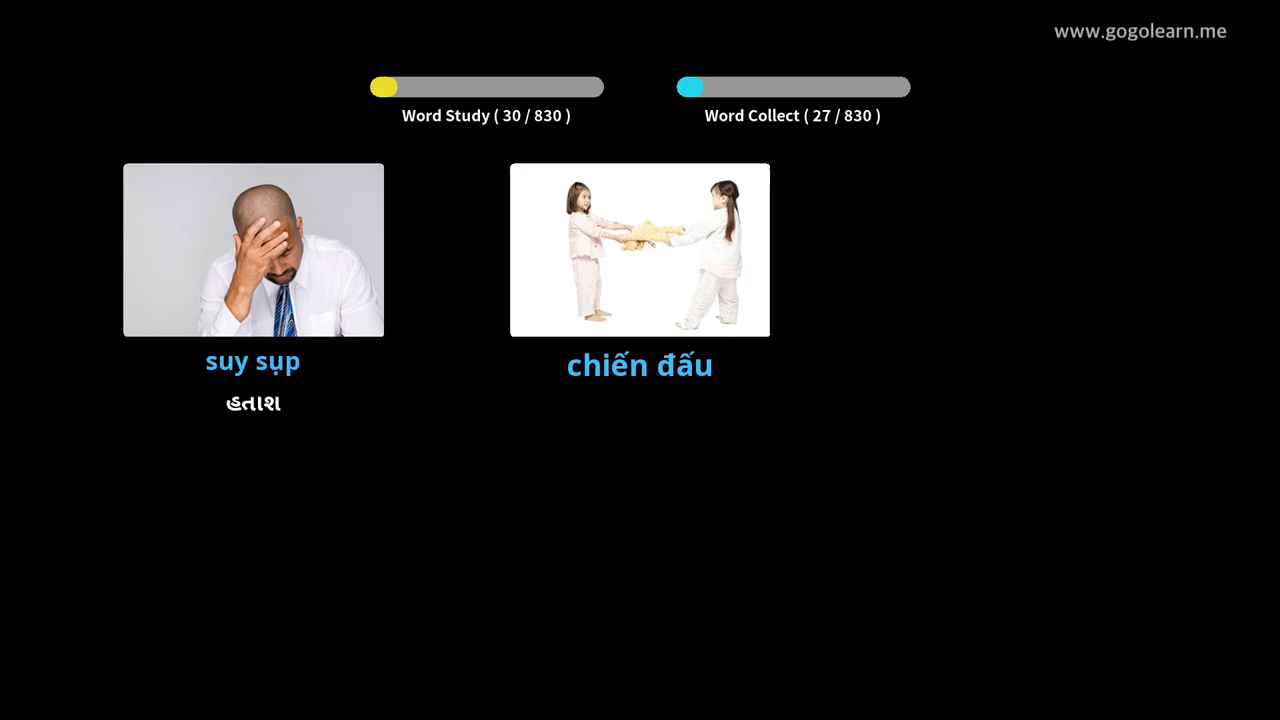 www.gogolearn.me
Word Study ( 30 / 830 )
Word Collect ( 27 / 830 )
suy sụp
હતાશ
chiến đấu